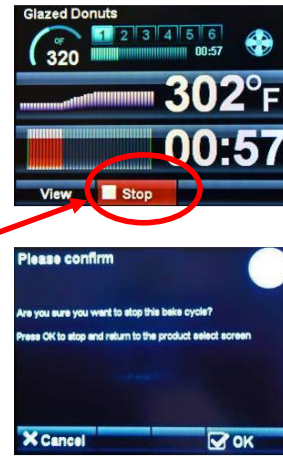 Glazed Donuts
°F
320
1 2 3 4 5 6
00:57
302°F
00:57
View
Stop
Please confirm
Are you sure you want to stop this bake cycle?
Press OK to stop and return to the product select screen
Cancel
OK